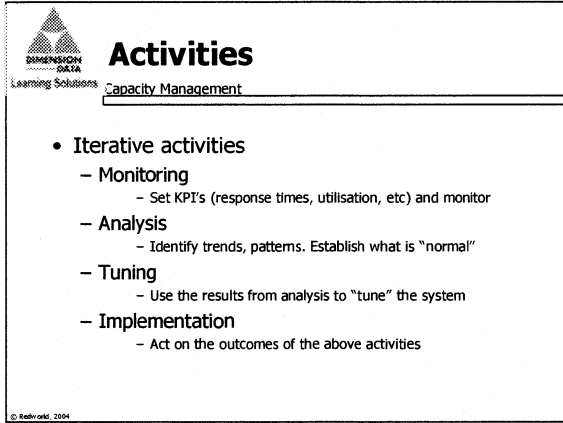 DIMENSION
DATA
Learning Solutions
Activities
Capacity Management
• Iterative activities
– Monitoring
– Set KPI's (response times, utilisation, etc) and monitor
– Analysis
– Identify trends, patterns. Establish what is "normal"
– Tuning
– Use the results from analysis to "tune" the system
– Implementation
– Act on the outcomes of the above activities
© Redworld, 2004